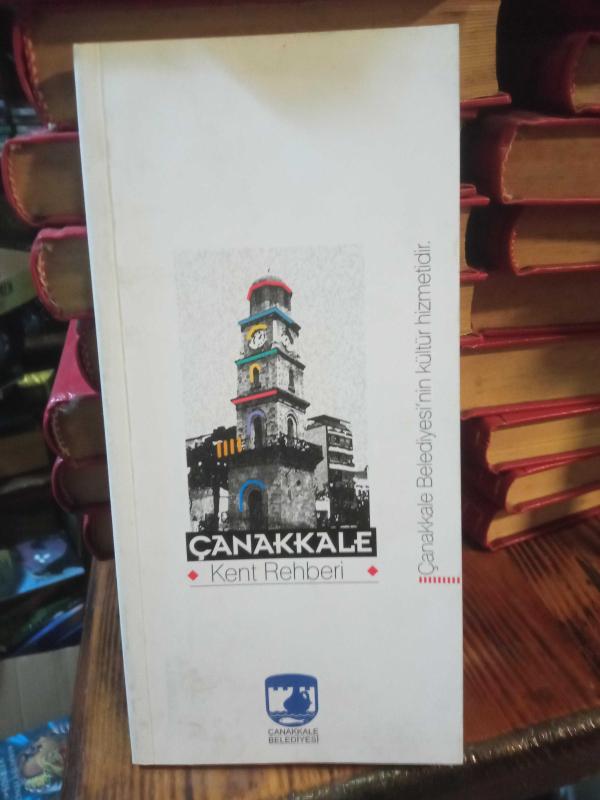 ÇANAKKALE
Kent Rehberi
Çanakkale Belediyesi'nin kültür hizmetidir.
ÇANAKKALE
BELEDİYESİ